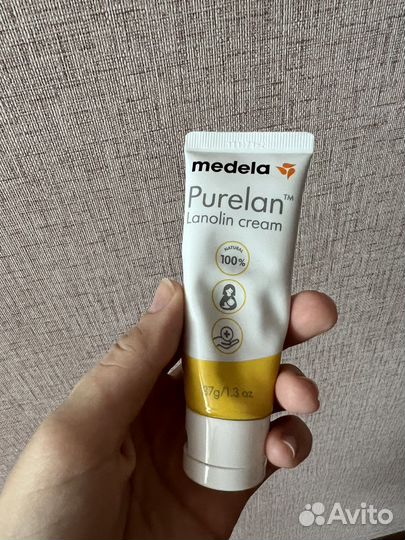 medela
Purelan™
Lanolin cream
NATURAL
100%
37g/1.3 oz
Avito